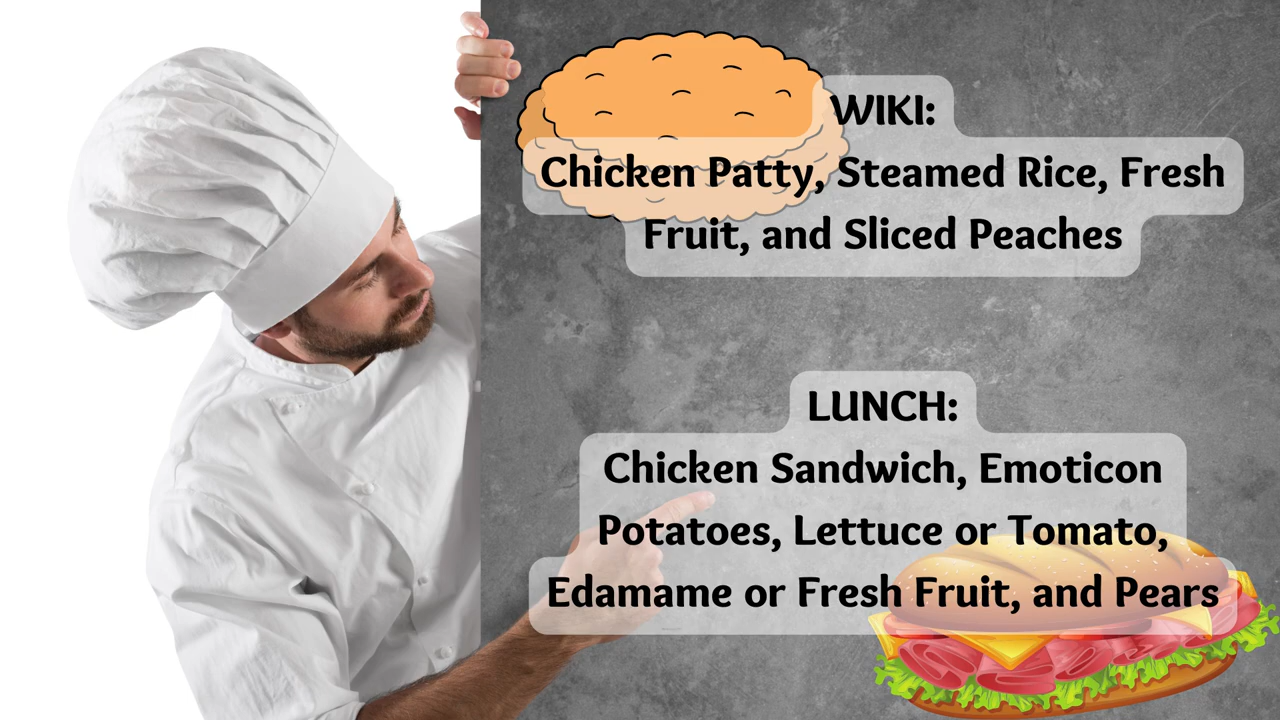 WIKI:
Chicken Patty, Steamed Rice, Fresh
Fruit, and Sliced Peaches
LUNCH:
Chicken Sandwich, Emoticon
Potatoes, Lettuce or Tomato,
Edamame or Fresh Fruit, and Pears